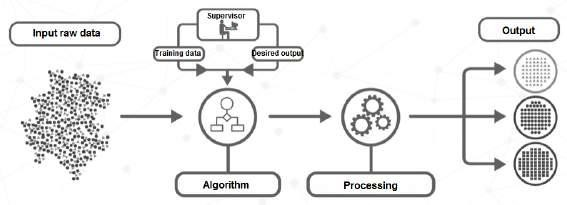 Input raw data
Supervisor
Training data
Desired output
Output
Algorithm
Processing